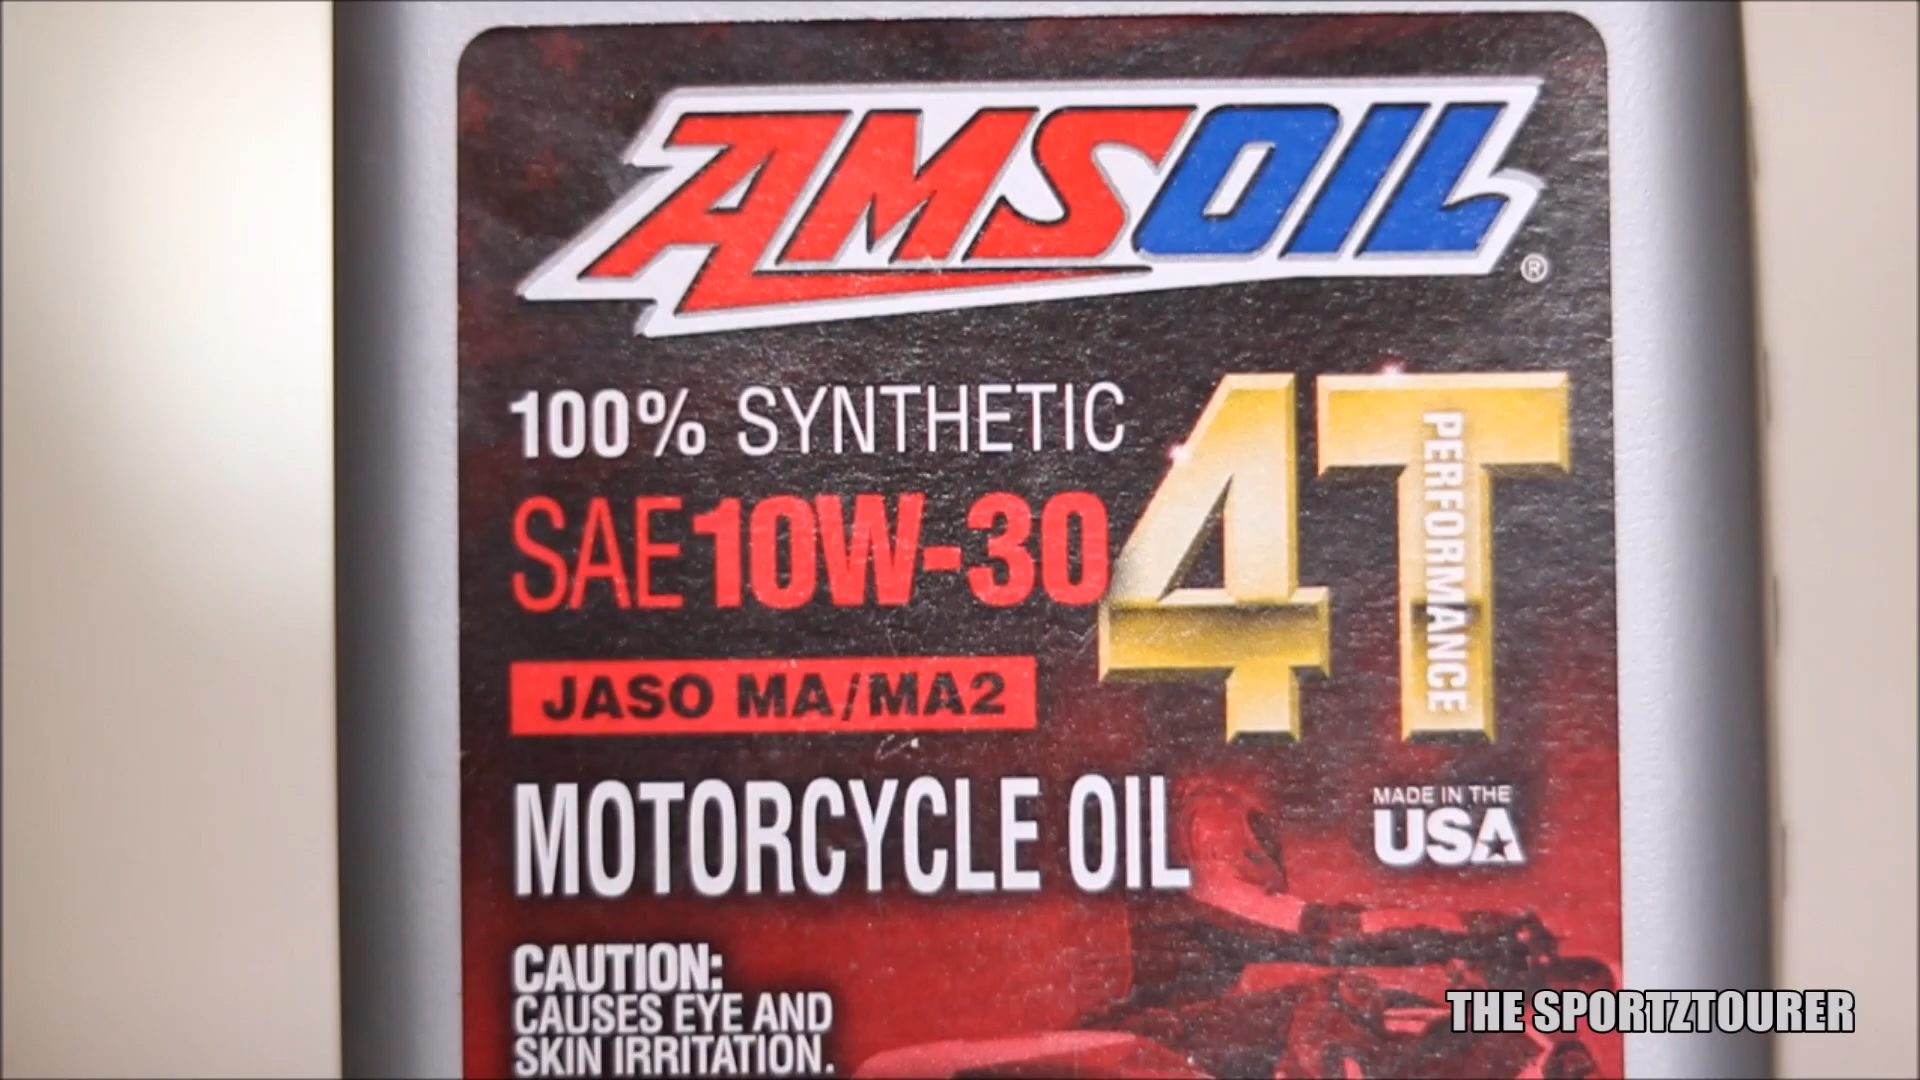 AMSOIL®
100% SYNTHETIC
SAE 10W-30
4T
PERFORMANCE
JASO MA/MA2
MOTORCYCLE OIL
MADE IN THE
USA
CAUTION:
CAUSES EYE AND
SKIN IRRITATION.
THE SPORTZTOURER